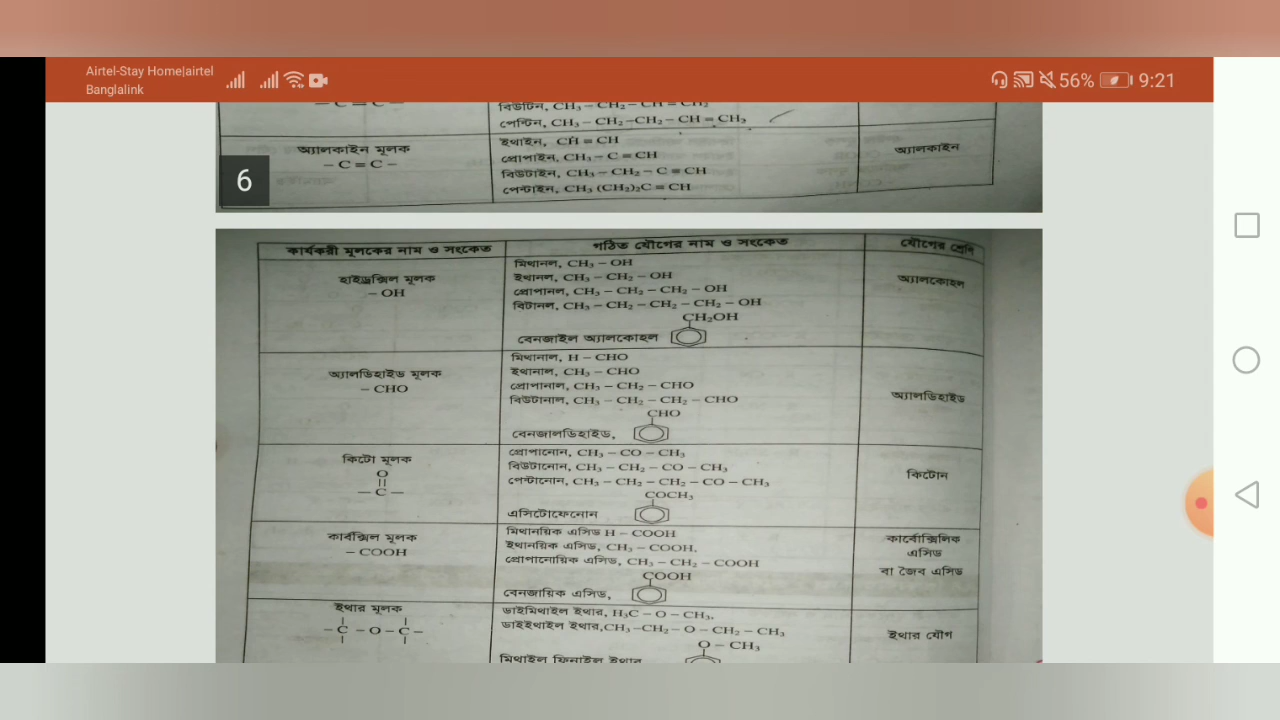 Airtel-Stay Home|airtel
Banglalink
56% 9:21
বিউটিন, CH₃ – CH₂ – CH = CH₂
পেন্টিন, CH₃ – CH₂ –CH₂ – CH = CH₂
অ্যালকাইন মূলক
– C ≡ C –
ইথাইন, CH ≡ CH
প্রোপাইন, CH₃ – C ≡ CH
বিউটাইন, CH₃ – CH₂ – C ≡ CH
পেন্টাইন, CH₃ (CH₂)₂C ≡ CH
অ্যালকাইন
6
কার্যকরী মূলকের নাম ও সংকেত
গঠিত যৌগের নাম ও সংকেত
যৌগের শ্রেণি
হাইড্রক্সিল মূলক
– OH
মিথানল, CH₃ – OH
ইথানল, CH₃ – CH₂ – OH
প্রোপানল, CH₃ – CH₂ – CH₂ – OH
বিটানল, CH₃ – CH₂ – CH₂ – CH₂ – OH
CH₂OH
বেনজাইল অ্যালকোহল
অ্যালকোহল
অ্যালডিহাইড মূলক
– CHO
মিথানাল, H – CHO
ইথানাল, CH₃ – CHO
প্রোপানাল, CH₃ – CH₂ – CHO
বিউটানাল, CH₃ – CH₂ – CH₂ – CHO
CHO
বেনজালডিহাইড,
অ্যালডিহাইড
কিটো মূলক
O
||
– C –
প্রোপানোন, CH₃ – CO – CH₃
বিউটানোন, CH₃ – CH₂ – CO – CH₃
পেন্টানোন, CH₃ – CH₂ – CH₂ – CO – CH₃
COCH₃
এসিটোফেনোন
কিটোন
কার্বক্সিল মূলক
– COOH
মিথানয়িক এসিড H – COOH
ইথানয়িক এসিড, CH₃ – COOH.
প্রোপানোয়িক এসিড, CH₃ – CH₂ – COOH
COOH
বেনজায়িক এসিড,
কার্বোক্সিলিক
এসিড
বা জৈব এসিড
ইথার মূলক
– C – O – C –
ডাইমিথাইল ইথার, H₃C – O – CH₃.
ডাইইথাইল ইথার,CH₃ –CH₂ – O – CH₂ – CH₃
O – CH₃
মিথাইল ফিনাইল ইথার
ইথার যৌগ